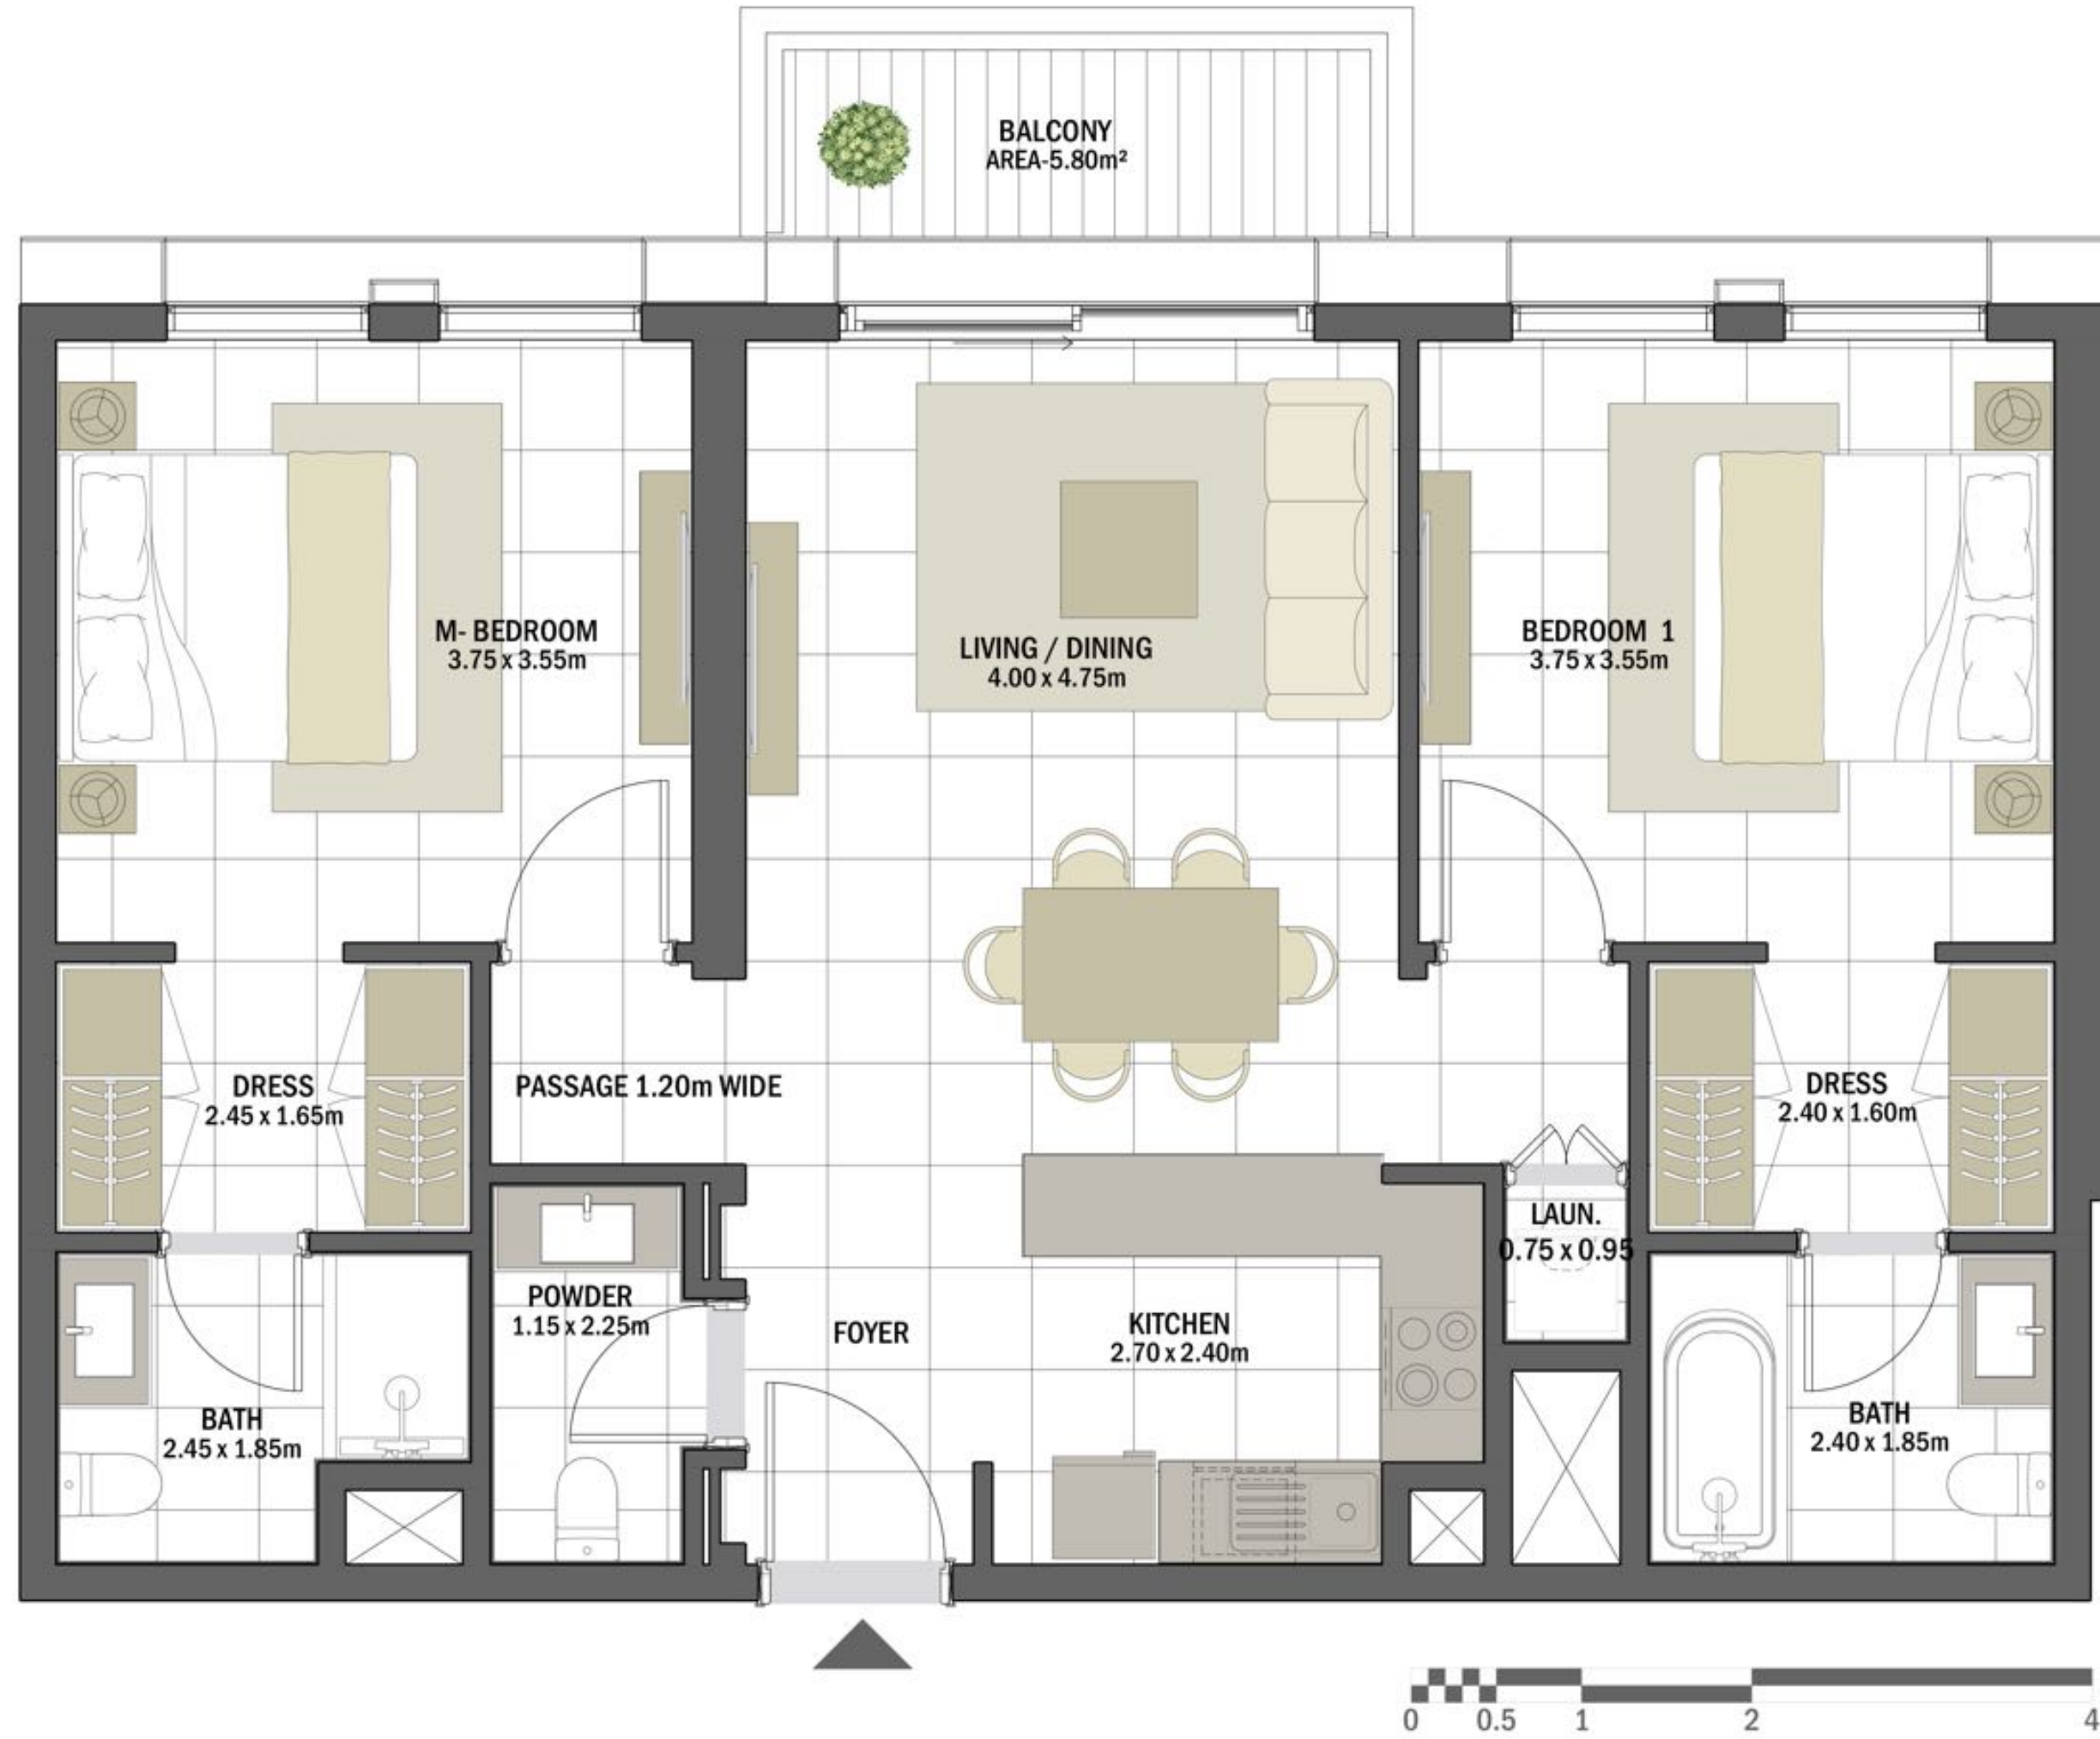 BALCONY
AREA-5.80m²
M- BEDROOM
3.75 x 3.55m
LIVING / DINING
4.00 x 4.75m
BEDROOM 1
3.75 x 3.55m
DRESS
2.45 x 1.65m
PASSAGE 1.20m WIDE
DRESS
2.40 x 1.60m
LAUN.
0.75 x 0.95
POWDER
1.15 x 2.25m
FOYER
KITCHEN
2.70 x 2.40m
BATH
2.45 x 1.85m
BATH
2.40 x 1.85m
0 0.5 1 2 4